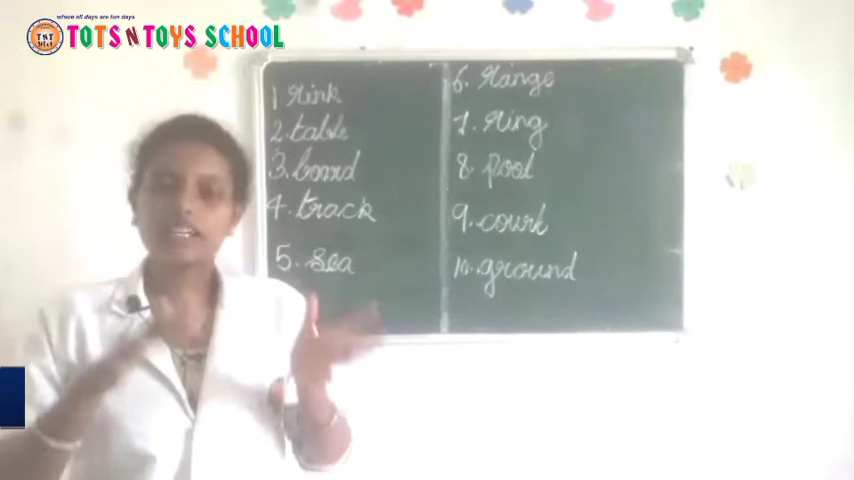 where all days are fun days
TOTS N TOYS SCHOOL
TNT
1 rink
2. table
3. board
4. track
5. sea
6. range
7. ring
8. pool
9. court
10. ground